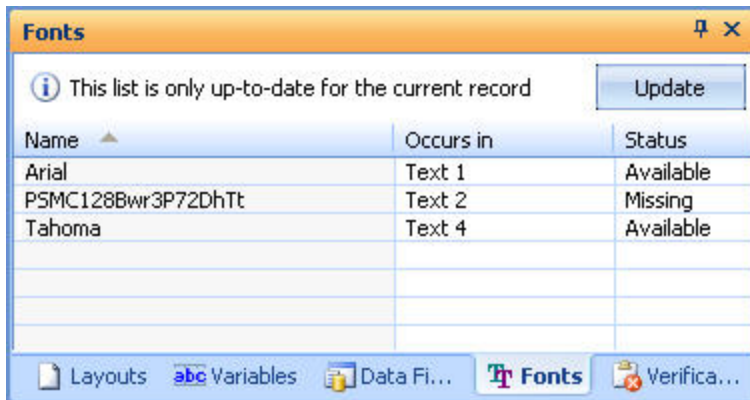 Fonts
This list is only up-to-date for the current record
Update
Name Occurs in Status
Arial Text 1 Available
PSMC128Bwr3P72DhTt Text 2 Missing
Tahoma Text 4 Available
Layouts abc Variables Data Fi... Fonts Verifica...